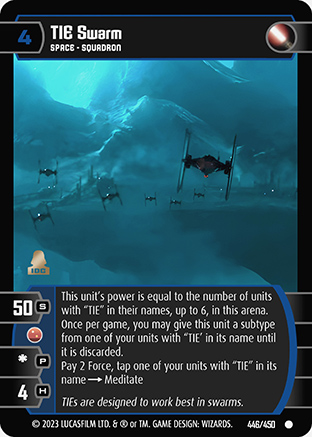 4 TIE Swarm
SPACE - SQUADRON
IDC
50 S
* P
4 H
This unit's power is equal to the number of units
with “TIE” in their names, up to 6, in this arena.
Once per game, you may give this unit a subtype
from one of your units with “TIE' in its name until
it is discarded.
Pay 2 Force, tap one of your units with “TIE” in its
name → Meditate
TIEs are designed to work best in swarms.
© 2023 LUCASFILM LTD. & ® OR TM. GAME DESIGN: WIZARDS. 446/450